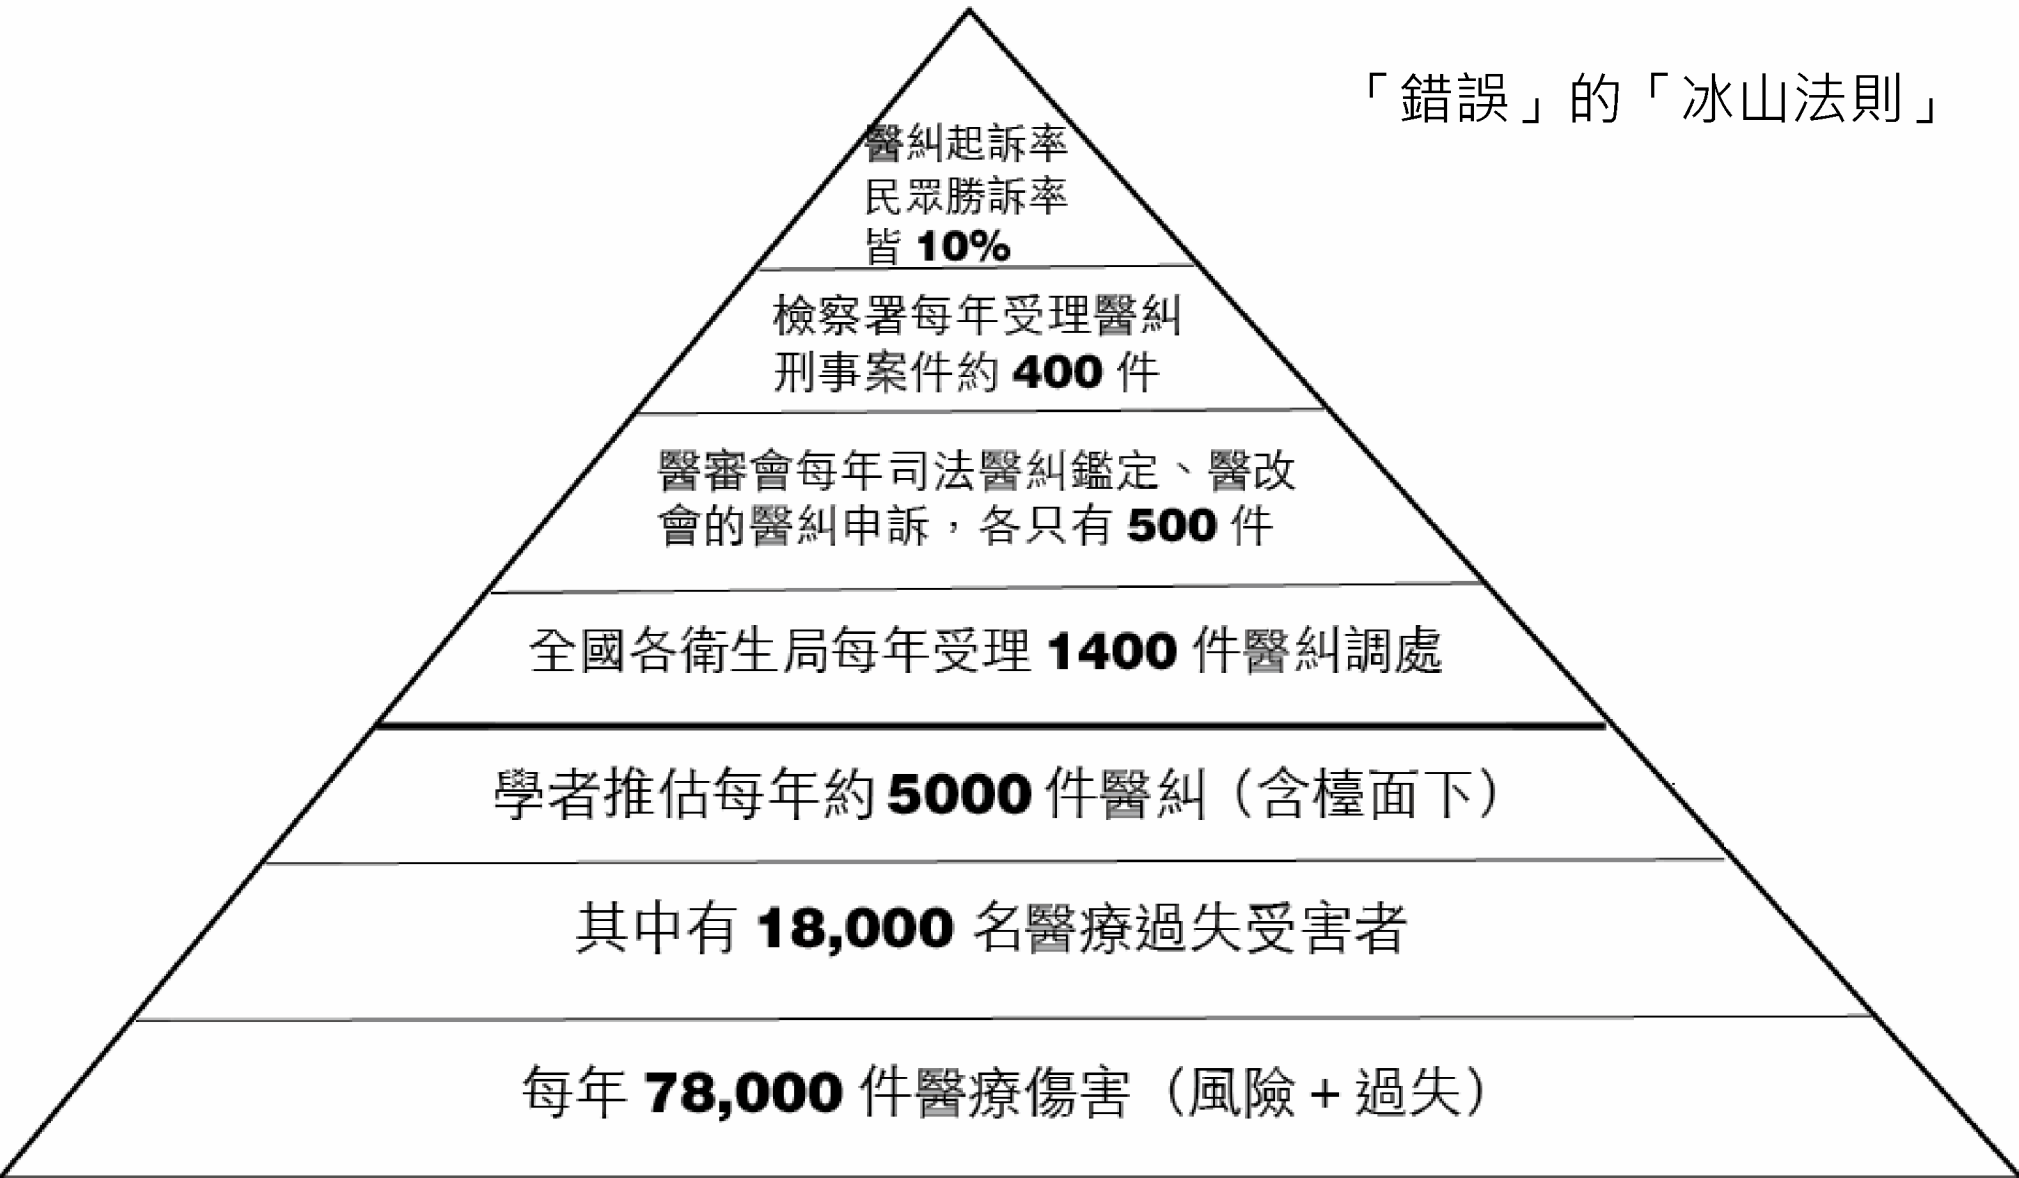 「錯誤」的「冰山法則」
醫糾起訴率
民眾勝訴率
皆 10%
檢察署每年受理醫糾
刑事案件約 400 件
醫審會每年司法醫糾鑑定、醫改
會的醫糾申訴，各只有 500 件
全國各衛生局每年受理 1400 件醫糾調處
學者推估每年約 5000 件醫糾（含檯面下）
其中有 18,000 名醫療過失受害者
每年 78,000 件醫療傷害（風險 + 過失）